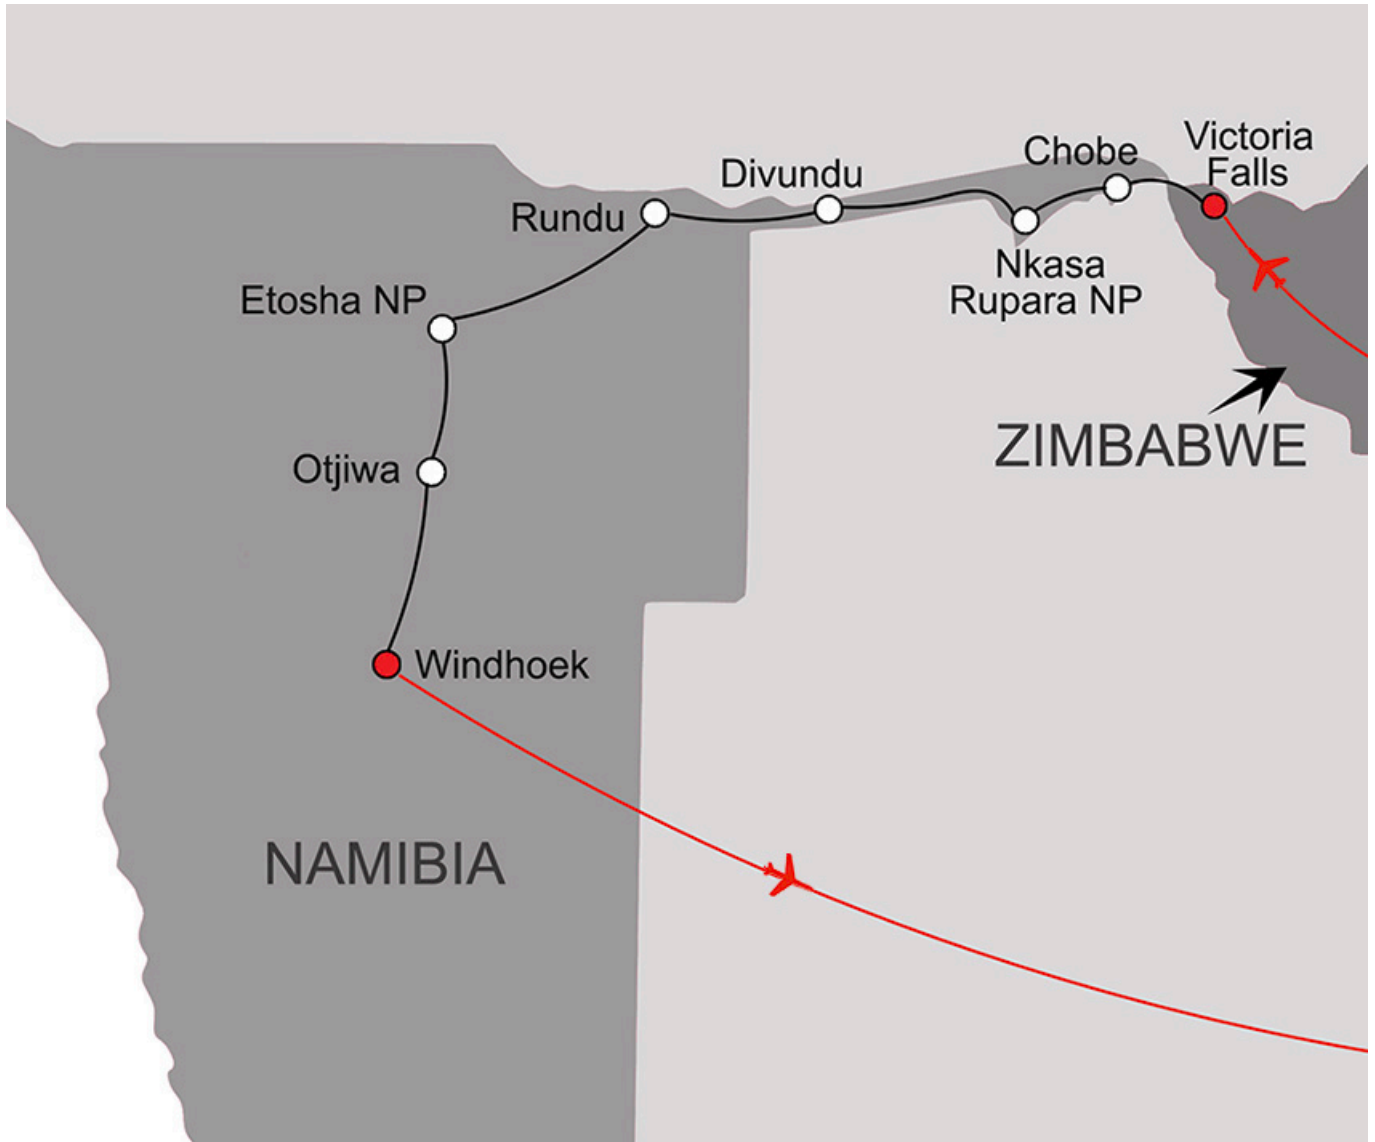 Victoria
Falls
Chobe
Divundu
Rundu
Nkasa
Rupara NP
Etosha NP
ZIMBABWE
Otjiwa
Windhoek
NAMIBIA